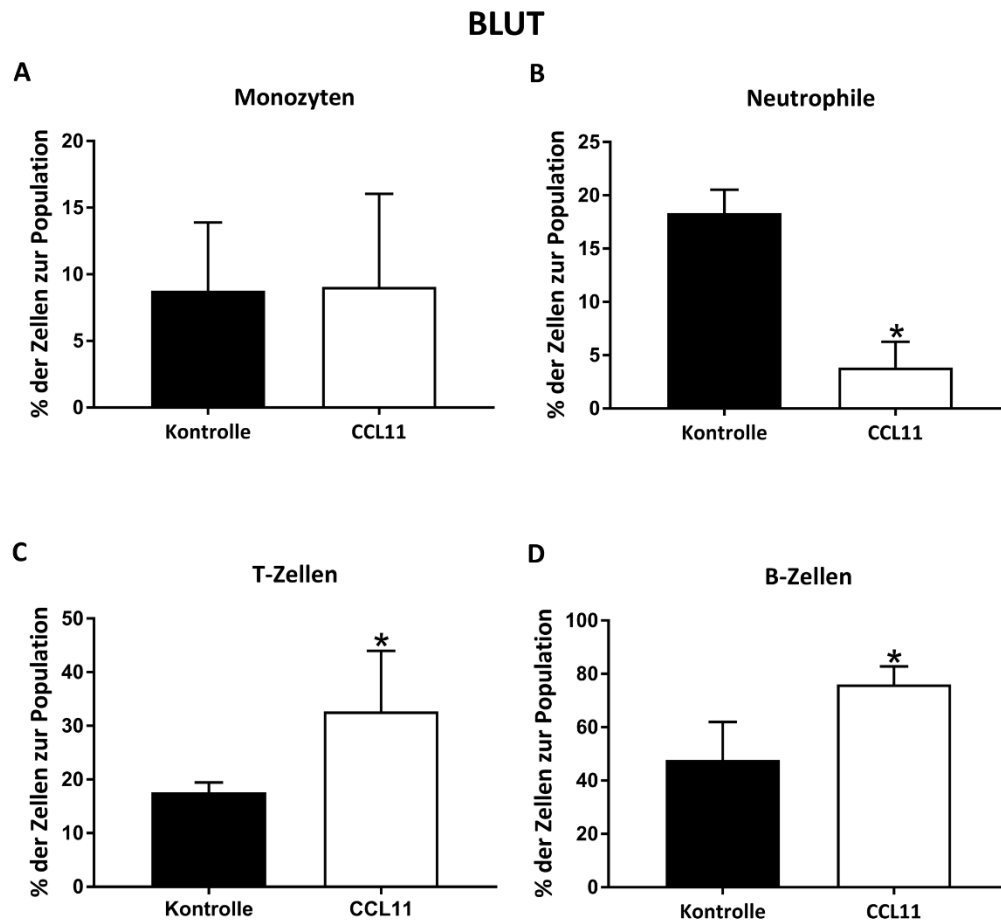 BLUT
A
Monozyten
% der Zellen zur Population
20
15
10
5
0
Kontrolle
CCL11
B
Neutrophile
% der Zellen zur Population
25
20
15
10
5
0
*
Kontrolle
CCL11
C
T-Zellen
% der Zellen zur Population
50
40
30
20
10
0
*
Kontrolle
CCL11
D
B-Zellen
% der Zellen zur Population
100
80
60
40
20
0
*
Kontrolle
CCL11